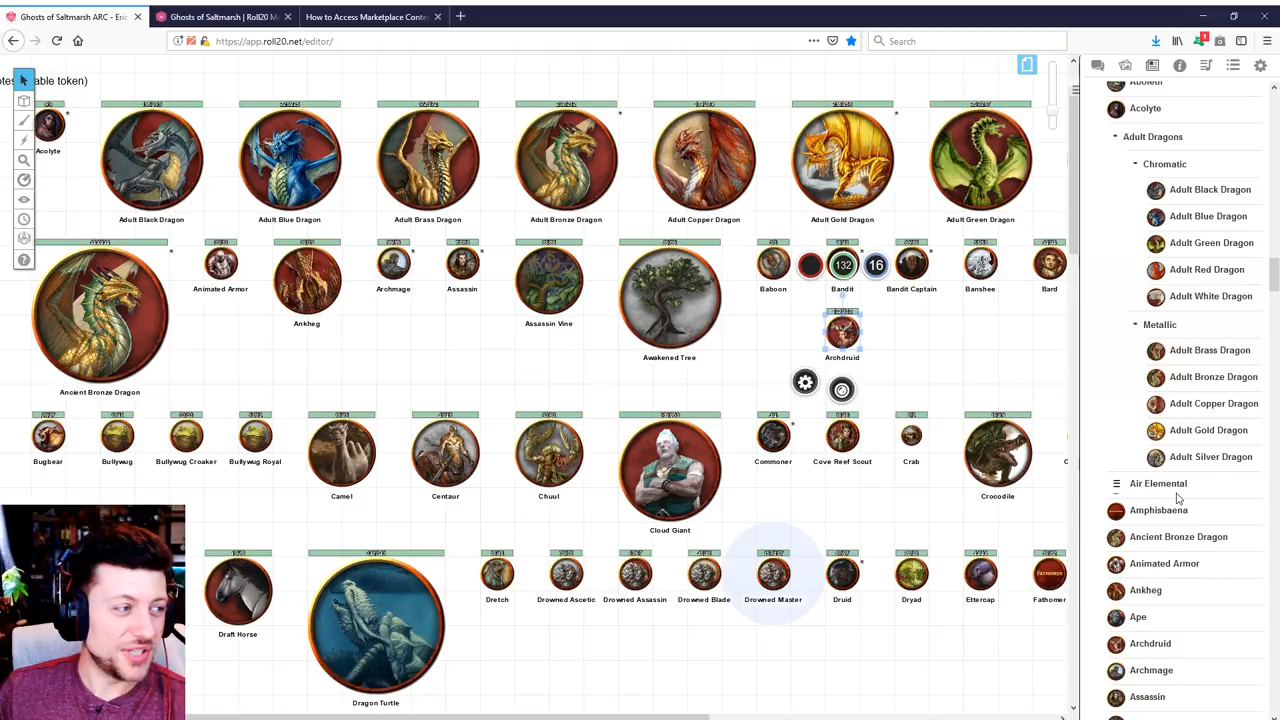 Ghosts of Saltmarsh ARC - Eric
Ghosts of Saltmarsh | Roll20 M
How to Access Marketplace Conte
https://app.roll20.net/editor/
Search
1
able token)
Acolyte
Adult Black Dragon
Adult Blue Dragon
Adult Brass Dragon
Adult Bronze Dragon
Adult Copper Dragon
Adult Gold Dragon
Adult Green Dragon
132
16
Ancient Bronze Dragon
Animated Armor
Ankheg
Archmage
Assassin
Assassin Vine
Awakened Tree
Baboon
Bandit
Bandit Captain
Banshee
Bard
Archdruid
Bugbear
Bullywug
Bullywug Croaker
Bullywug Royal
Camel
Centaur
Chuul
Cloud Giant
Commoner
Cove Reef Scout
Crab
Crocodile
Draft Horse
Dragon Turtle
Dretch
Drowned Ascetic
Drowned Assassin
Drowned Blade
Drowned Master
Druid
Dryad
Ettercap
Fathomer
Fathomer
Aboleth
Acolyte
Adult Dragons
Chromatic
Adult Black Dragon
Adult Blue Dragon
Adult Green Dragon
Adult Red Dragon
Adult White Dragon
Metallic
Adult Brass Dragon
Adult Bronze Dragon
Adult Copper Dragon
Adult Gold Dragon
Adult Silver Dragon
Air Elemental
Amphisbaena
Ancient Bronze Dragon
Animated Armor
Ankheg
Ape
Archdruid
Archmage
Assassin